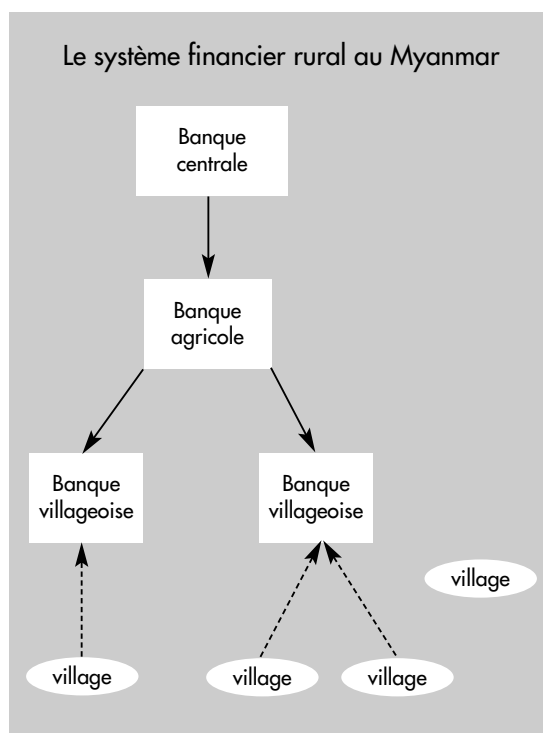 Le système financier rural au Myanmar
Banque
centrale
Banque
agricole
Banque
villageoise
Banque
villageoise
village
village
village
village